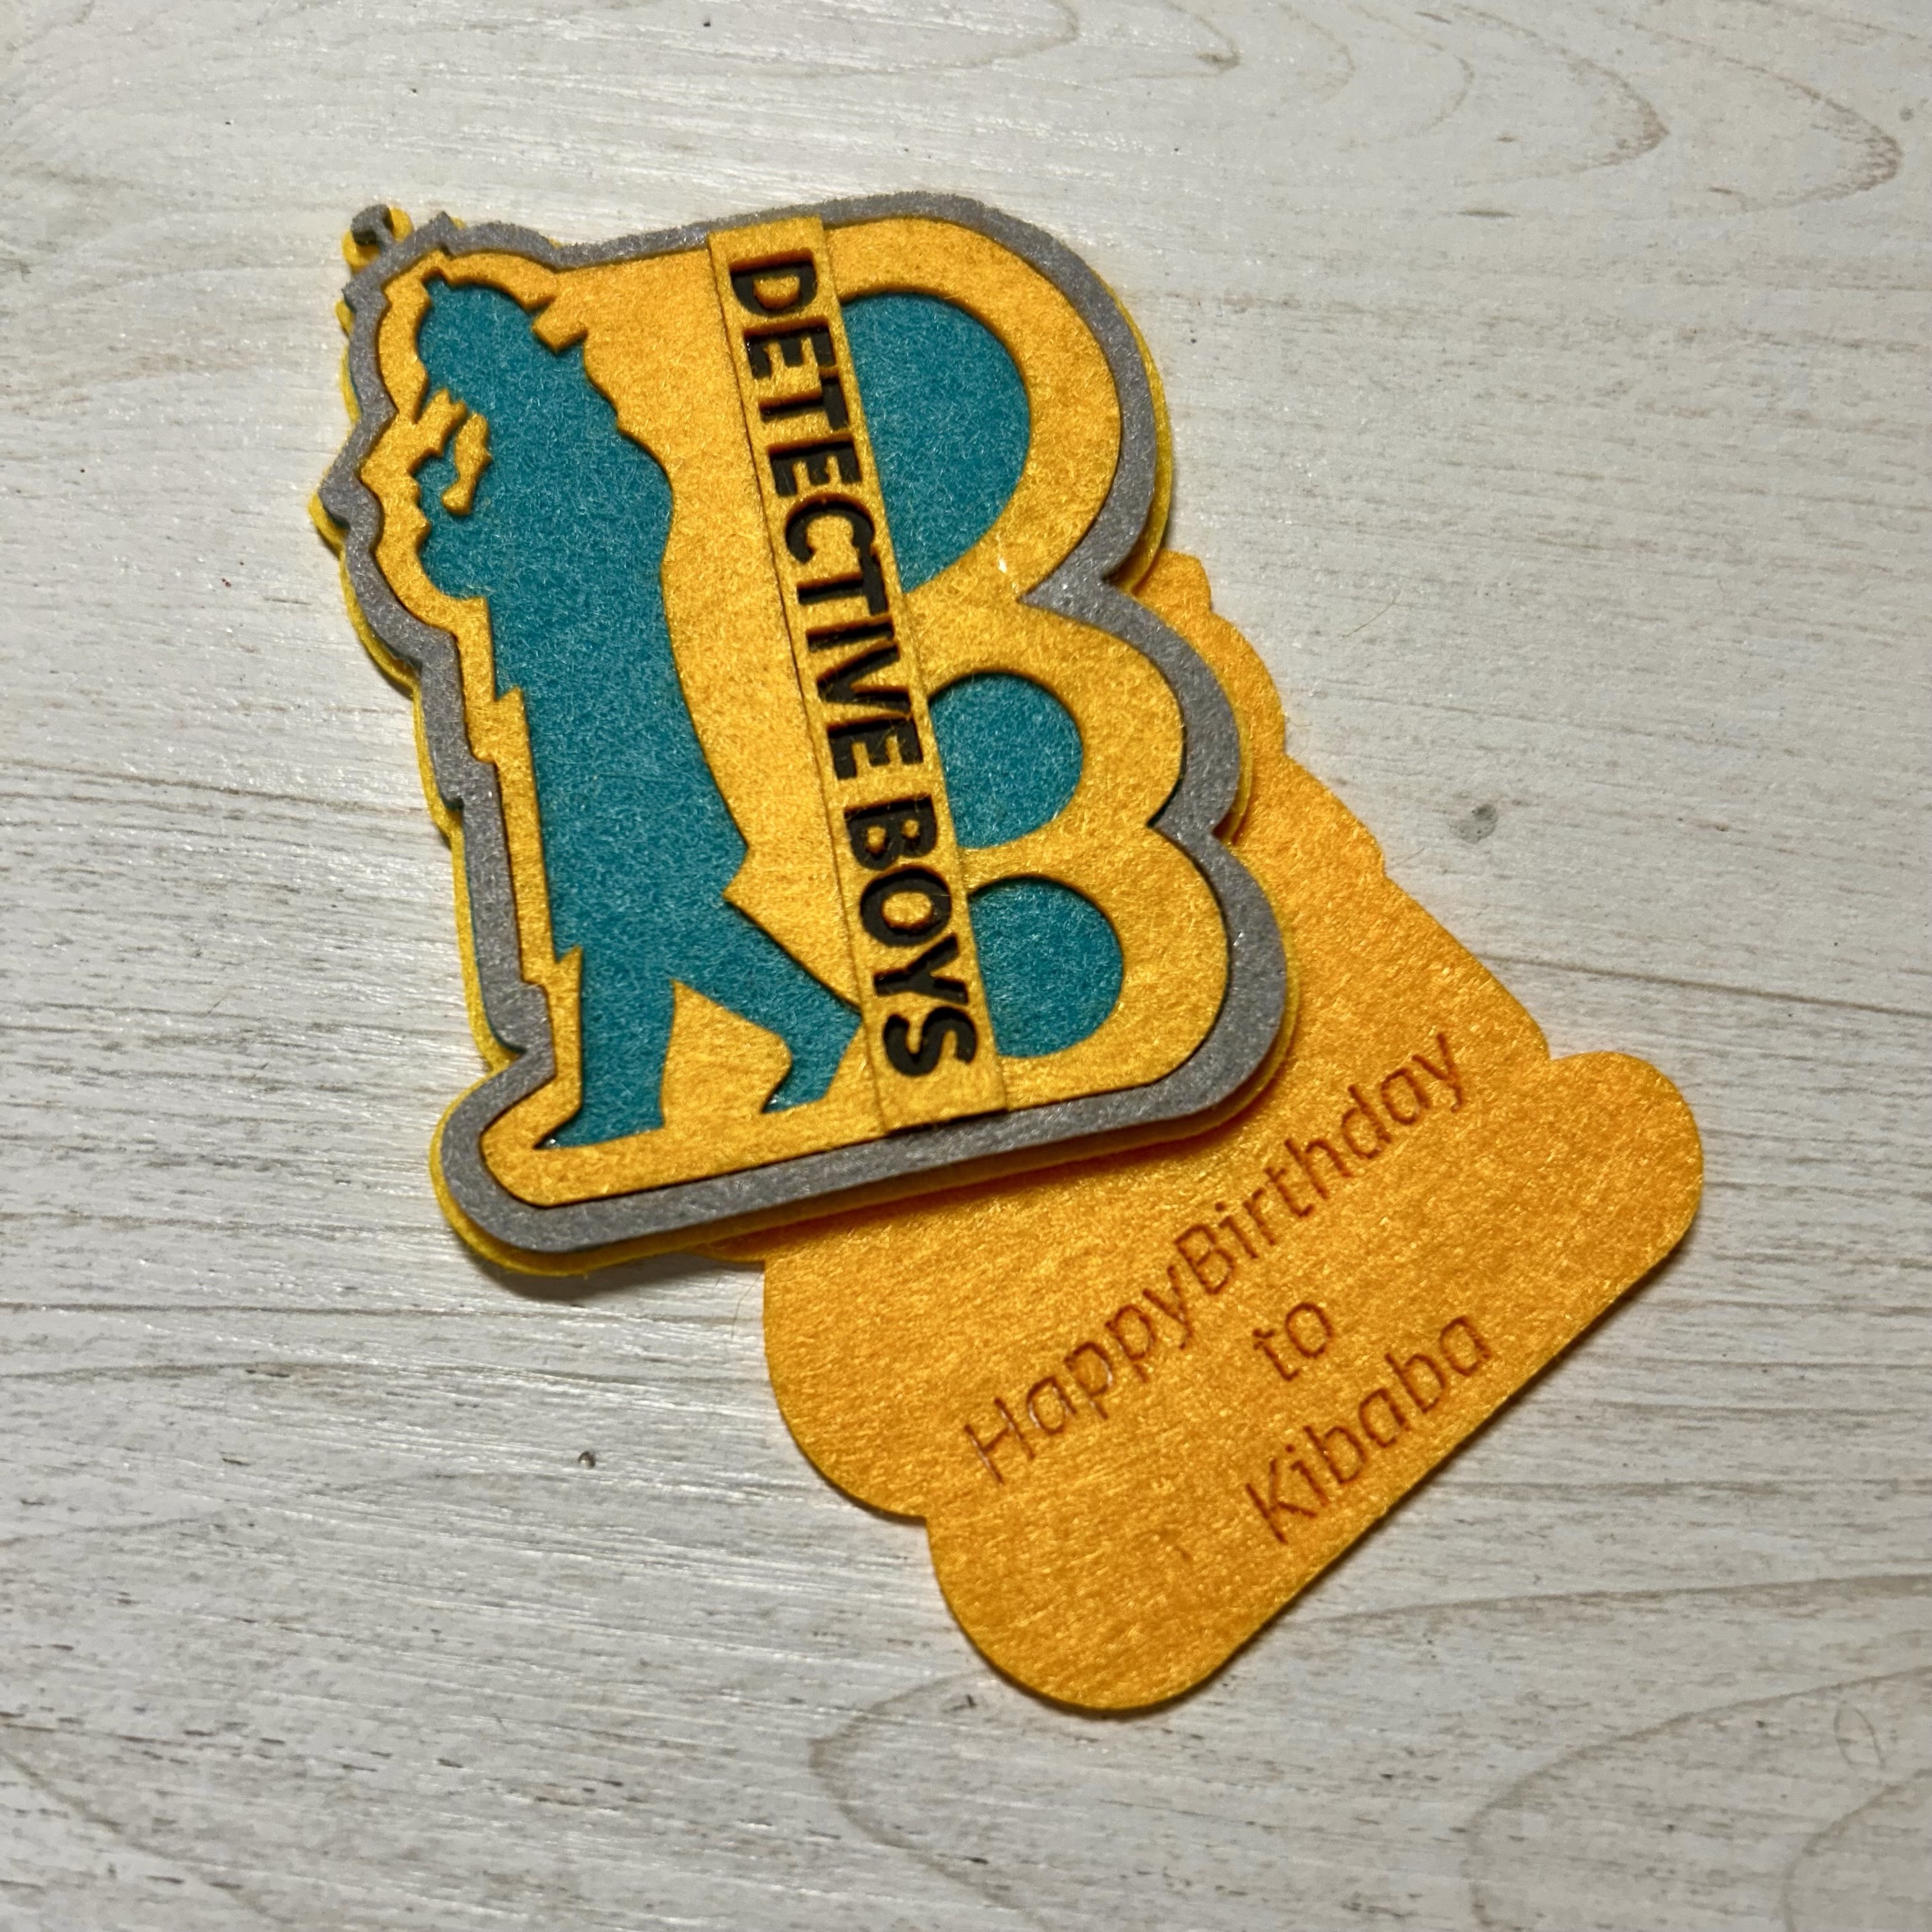 DETECTIVE BOYS
HappyBirthday
to
Kibaba